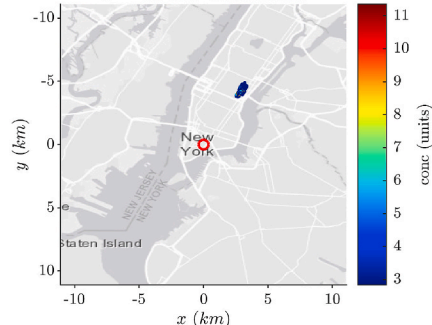 -10
-5
0
5
10
y (km)
-10
-5
0
5
10
x (km)
New
York
NEW JERSEY
NEW YORK
e
Staten Island
11
10
9
8
7
6
5
4
3
conc (units)